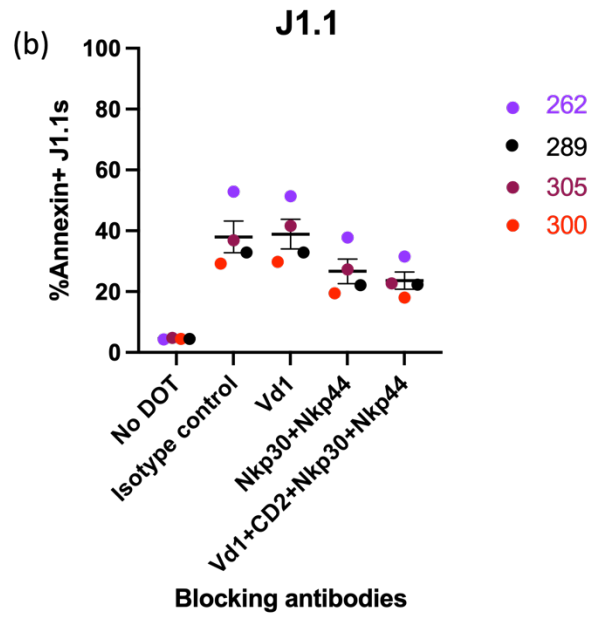 J1.1
(b)
%Annexin+ J1.1s
100
80
60
40
20
0
262
289
305
300
No DOT
Isotype control
Vd1
Nkp30+Nkp44
Vd1+CD2+Nkp30+Nkp44
Blocking antibodies